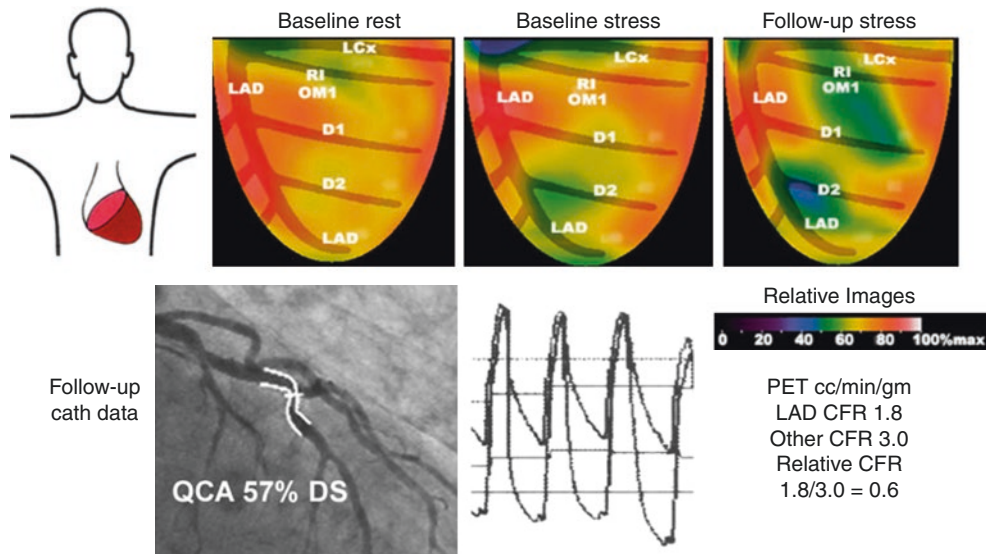 Baseline rest
Baseline stress
Follow-up stress
LCx
RI
OM1
LAD
D1
D2
LAD
LCx
RI
OM1
LAD
D1
D2
LAD
LCx
RI
OM1
LAD
D1
D2
LAD
Relative Images
0 20 40 60 80 100%max
Follow-up
cath data
QCA 57% DS
PET cc/min/gm
LAD CFR 1.8
Other CFR 3.0
Relative CFR
1.8/3.0 = 0.6